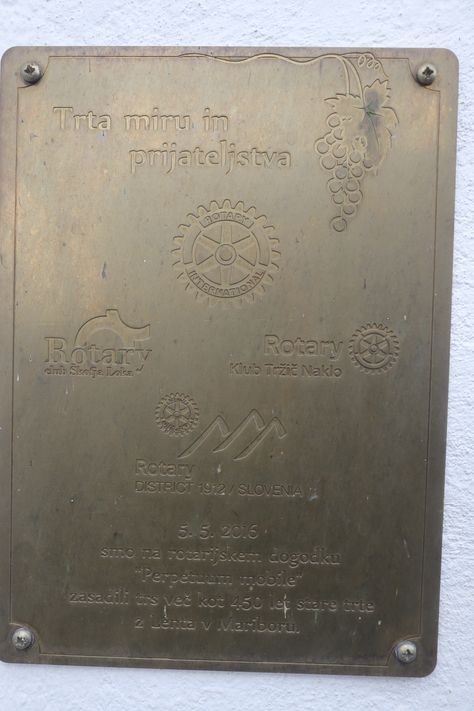 Trta miru in
prijateljstva
ROTARY
INTERNATIONAL
Rotary
club Škofja Loka
Rotary
Klub Tržič Naklo
Rotary
DISTRICT 1912 / SLOVENIA
5. 5. 2016
smo na rotarijskem dogodku
"Perpetuum mobile"
zasadili trs več kot 450 let stare trte
z Lenta v Mariboru.